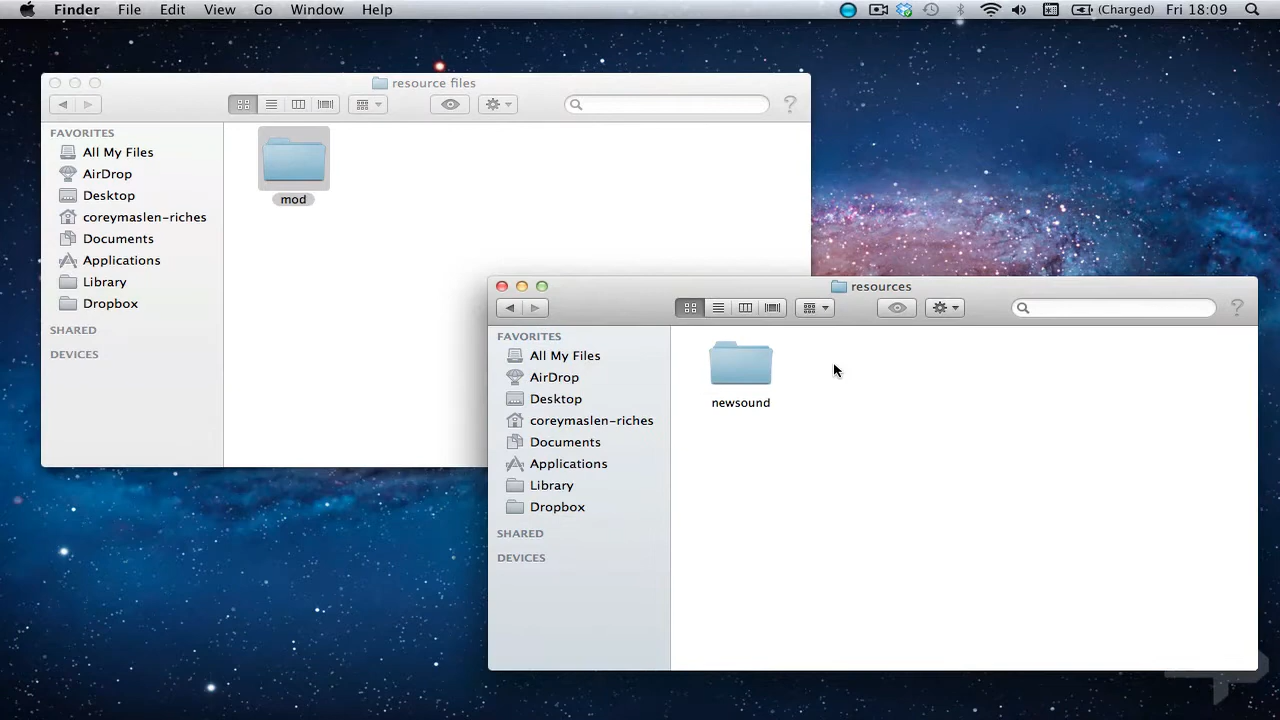 Finder File Edit View Go Window Help (Charged) Fri 18:09
resource files
FAVORITES
All My Files
AirDrop
Desktop
coreymaslen-riches
Documents
Applications
Library
Dropbox
SHARED
DEVICES
mod
resources
FAVORITES
All My Files
AirDrop
Desktop
coreymaslen-riches
Documents
Applications
Library
Dropbox
SHARED
DEVICES
newsound